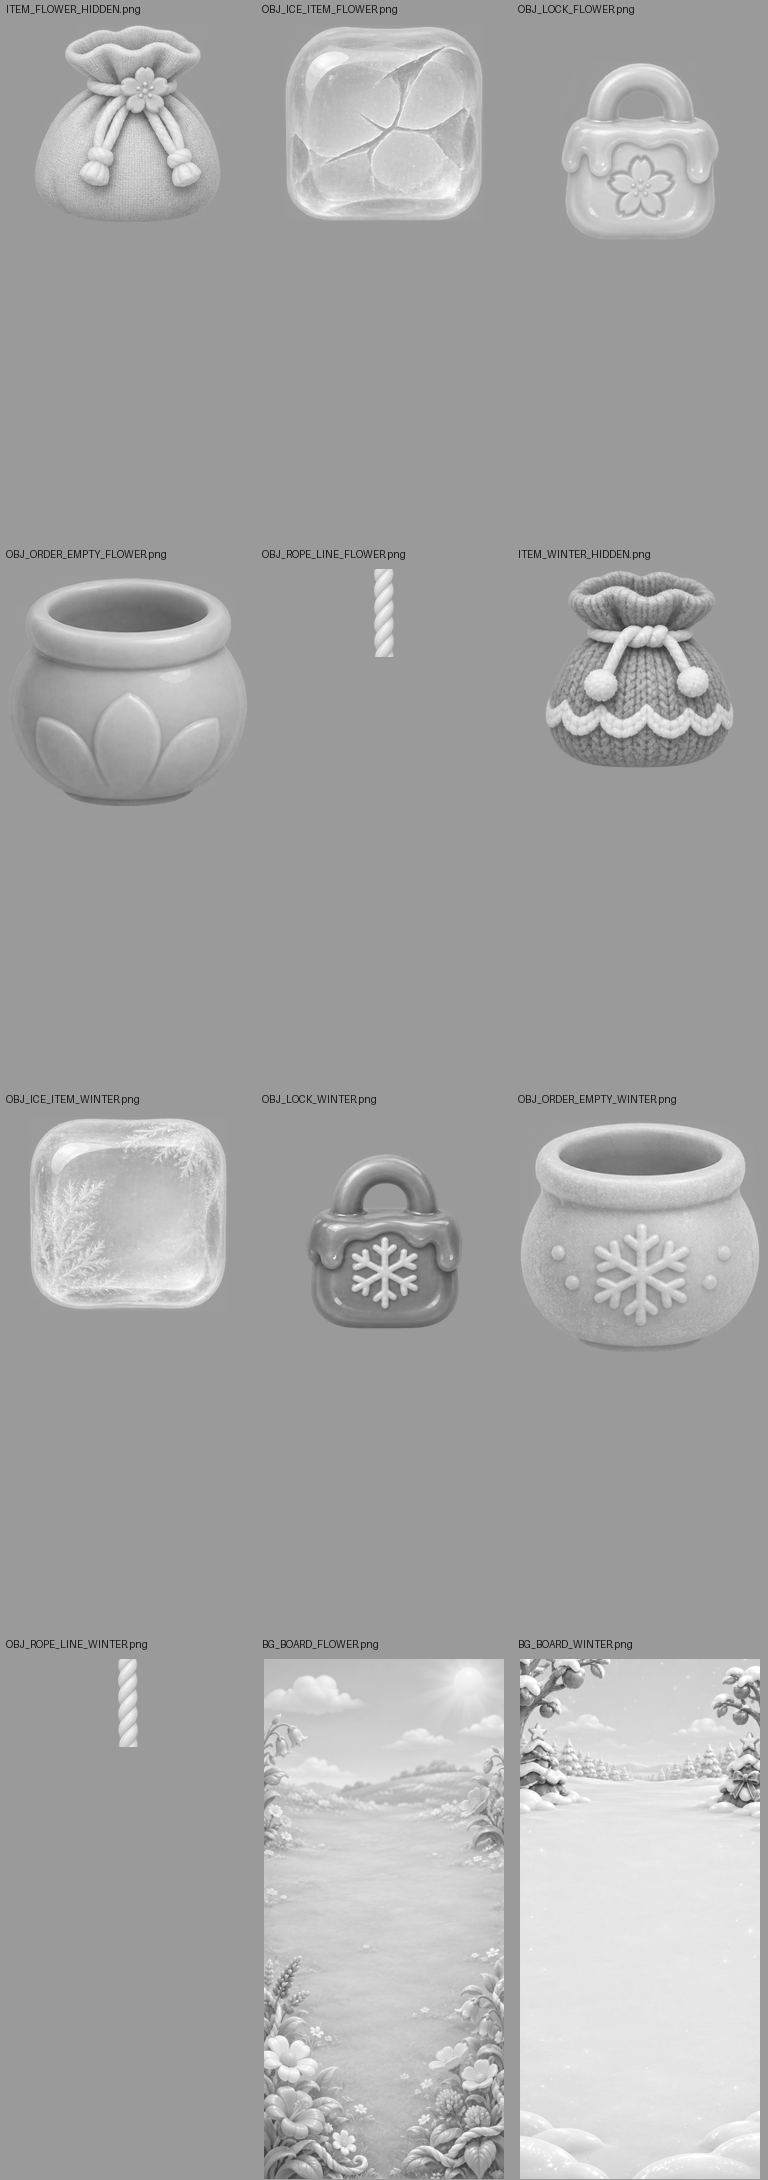 ITEM_FLOWER_HIDDEN.png
OBJ_ICE_ITEM_FLOWER.png
OBJ_LOCK_FLOWER.png
OBJ_ORDER_EMPTY_FLOWER.png
OBJ_ROPE_LINE_FLOWER.png
ITEM_WINTER_HIDDEN.png
OBJ_ICE_ITEM_WINTER.png
OBJ_LOCK_WINTER.png
OBJ_ORDER_EMPTY_WINTER.png
OBJ_ROPE_LINE_WINTER.png
BG_BOARD_FLOWER.png
BG_BOARD_WINTER.png